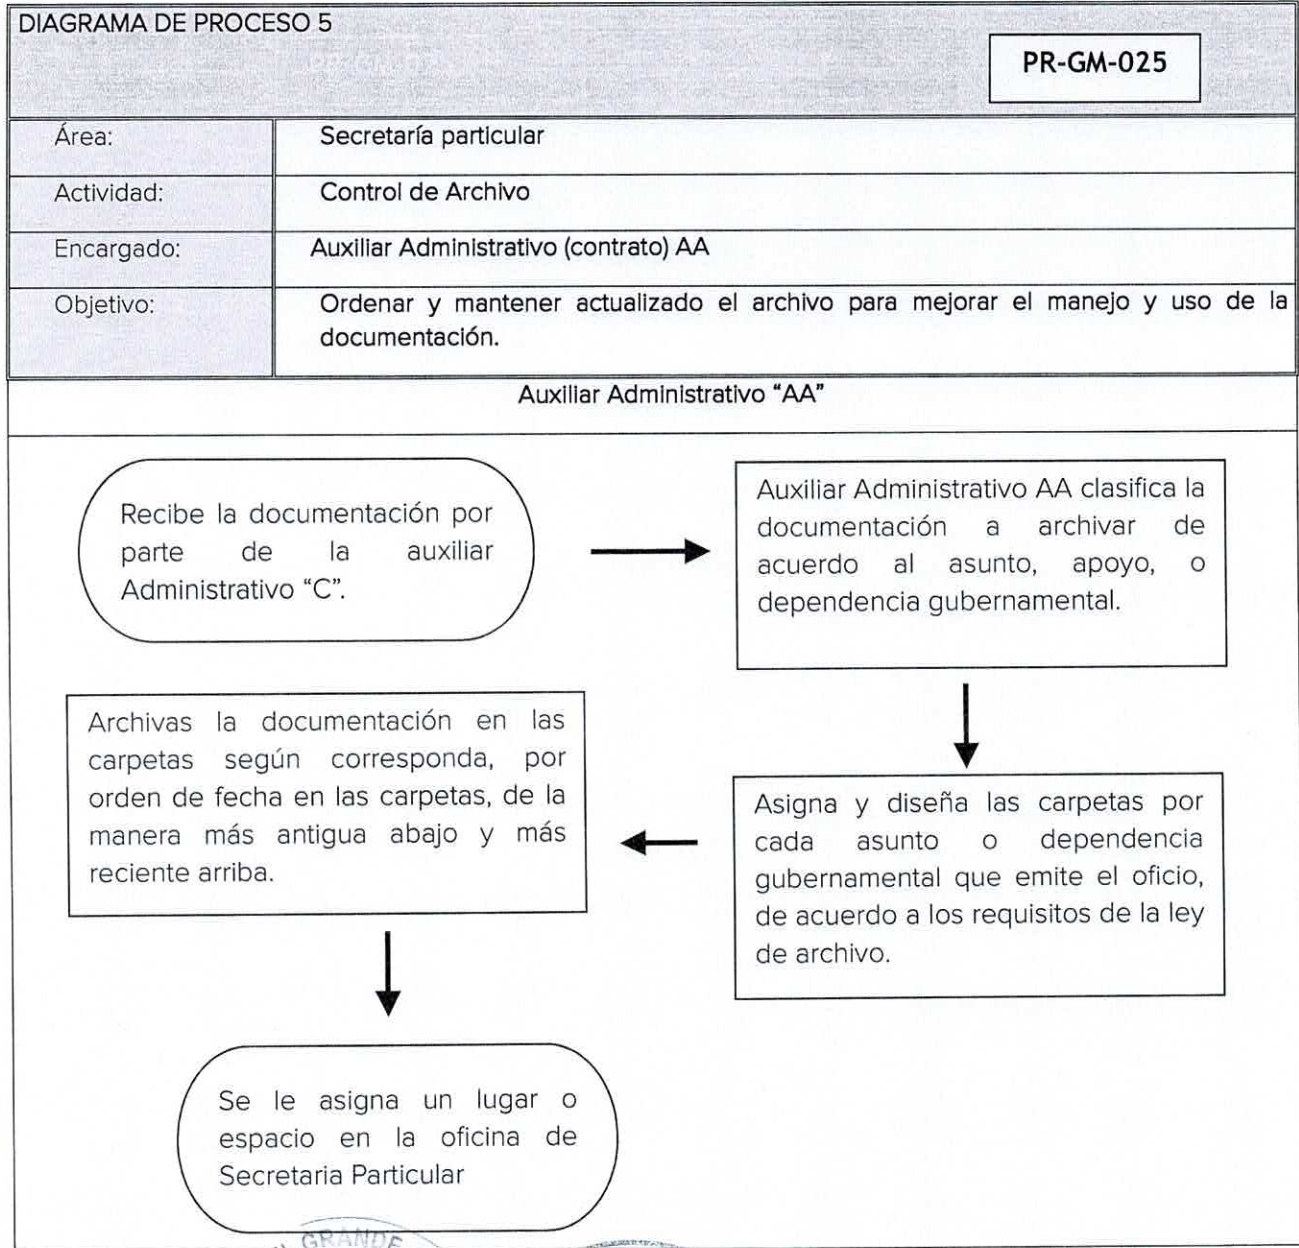 DIAGRAMA DE PROCESO 5
PR-GM-025
Área:
Secretaría particular
Actividad:
Control de Archivo
Encargado:
Auxiliar Administrativo (contrato) AA
Objetivo:
Ordenar y mantener actualizado el archivo para mejorar el manejo y uso de la
documentación.
Auxiliar Administrativo "AA"
Recibe la documentación por
parte de la auxiliar
Administrativo "C".
Auxiliar Administrativo AA clasifica la
documentación a archivar de
acuerdo al asunto, apoyo, o
dependencia gubernamental.
Asigna y diseña las carpetas por
cada asunto o dependencia
gubernamental que emite el oficio,
de acuerdo a los requisitos de la ley
de archivo.
Archivas la documentación en las
carpetas según corresponda, por
orden de fecha en las carpetas, de la
manera más antigua abajo y más
reciente arriba.
Se le asigna un lugar o
espacio en la oficina de
Secretaria Particular
GRANDE